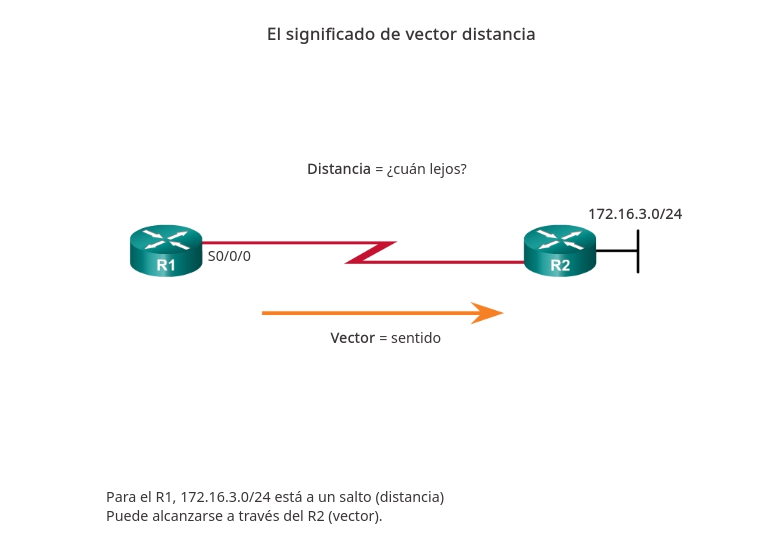 El significado de vector distancia
Distancia = ¿cuán lejos?
172.16.3.0/24
R1
S0/0/0
R2
Vector = sentido
Para el R1, 172.16.3.0/24 está a un salto (distancia)
Puede alcanzarse a través del R2 (vector).